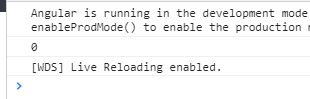 Angular is running in the development mode
enableProdMode() to enable the production
0
[WDS] Live Reloading enabled.
>